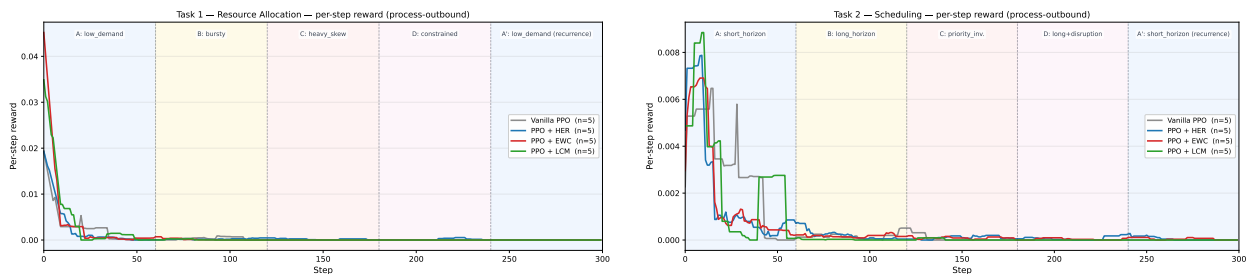 Task 1 — Resource Allocation — per-step reward (process-outbound)
A: low_demand
B: bursty
C: heavy_skew
D: constrained
A': low_demand (recurrence)
0.04
0.03
0.02
0.01
0.00
Per-step reward
Vanilla PPO (n=5)
PPO + HER (n=5)
PPO + EWC (n=5)
PPO + LCM (n=5)
0
50
100
150
200
250
300
Step
Task 2 — Scheduling — per-step reward (process-outbound)
A: short_horizon
B: long_horizon
C: priority_inv.
D: long+disruption
A': short_horizon (recurrence)
0.008
0.006
0.004
0.002
0.000
Per-step reward
Vanilla PPO (n=5)
PPO + HER (n=5)
PPO + EWC (n=5)
PPO + LCM (n=5)
0
50
100
150
200
250
300
Step